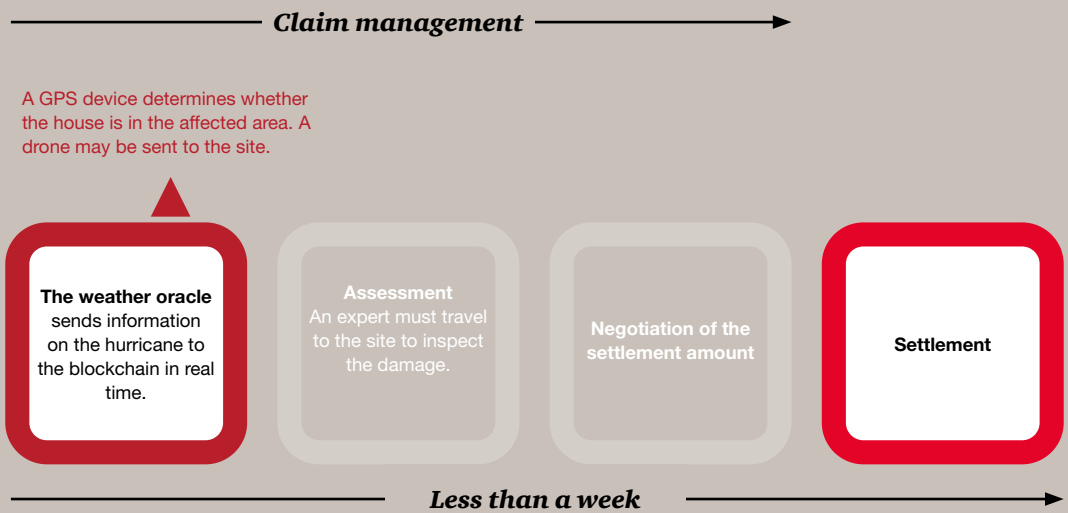 Claim management
A GPS device determines whether
the house is in the affected area. A
drone may be sent to the site.
The weather oracle
sends information
on the hurricane to
the blockchain in real
time.
Assessment
An expert must travel
to the site to inspect
the damage.
Negotiation of the
settlement amount
Settlement
Less than a week